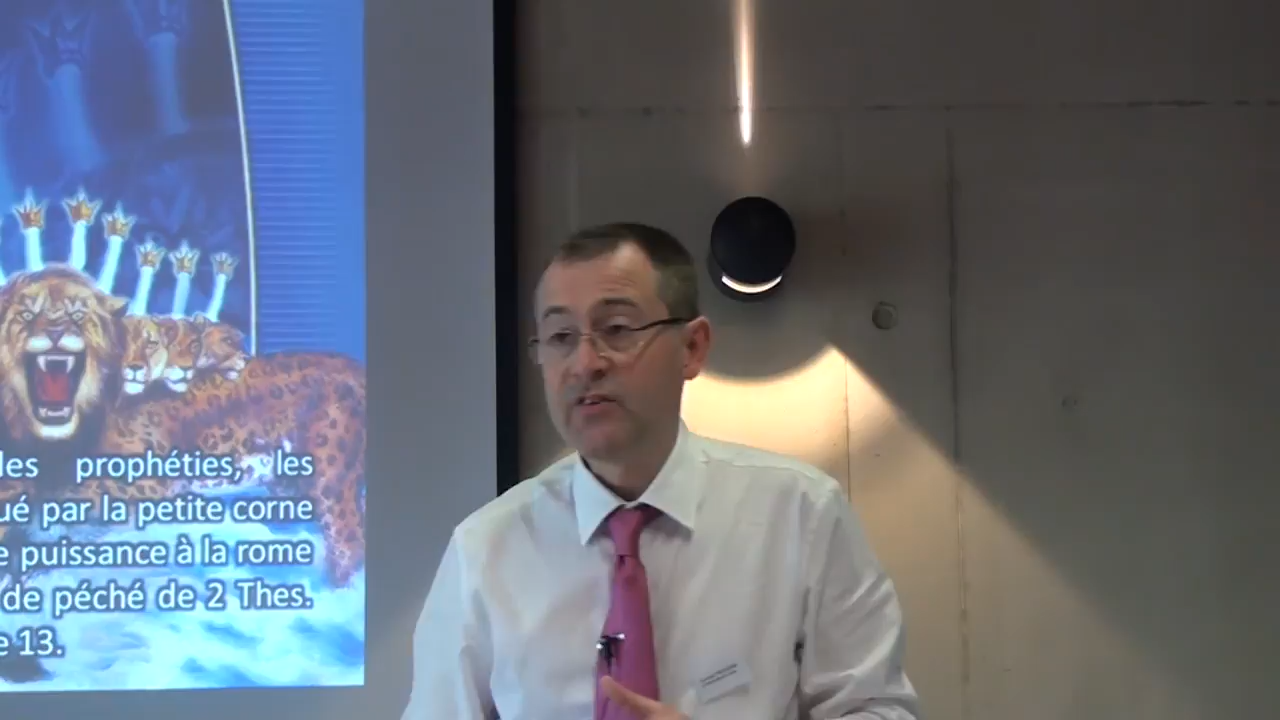 les prophéties, les
ué par la petite corne
e puissance à la rome
de péché de 2 Thes.
e 13.